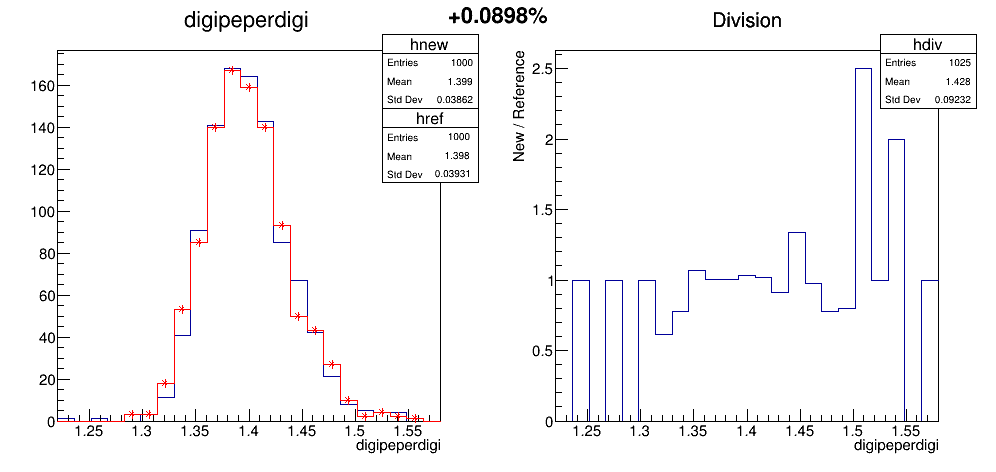 digipeperdigi
+0.0898%
Division
hnew
Entries 1000
Mean 1.399
Std Dev 0.03862
href
Entries 1000
Mean 1.398
Std Dev 0.03931
160
140
120
100
80
60
40
20
0
1.25 1.3 1.35 1.4 1.45 1.5 1.55
digipeperdigi
hdiv
Entries 1025
Mean 1.428
Std Dev 0.09232
New / Reference
2.5
2
1.5
1
0.5
0
1.25 1.3 1.35 1.4 1.45 1.5 1.55
digipeperdigi